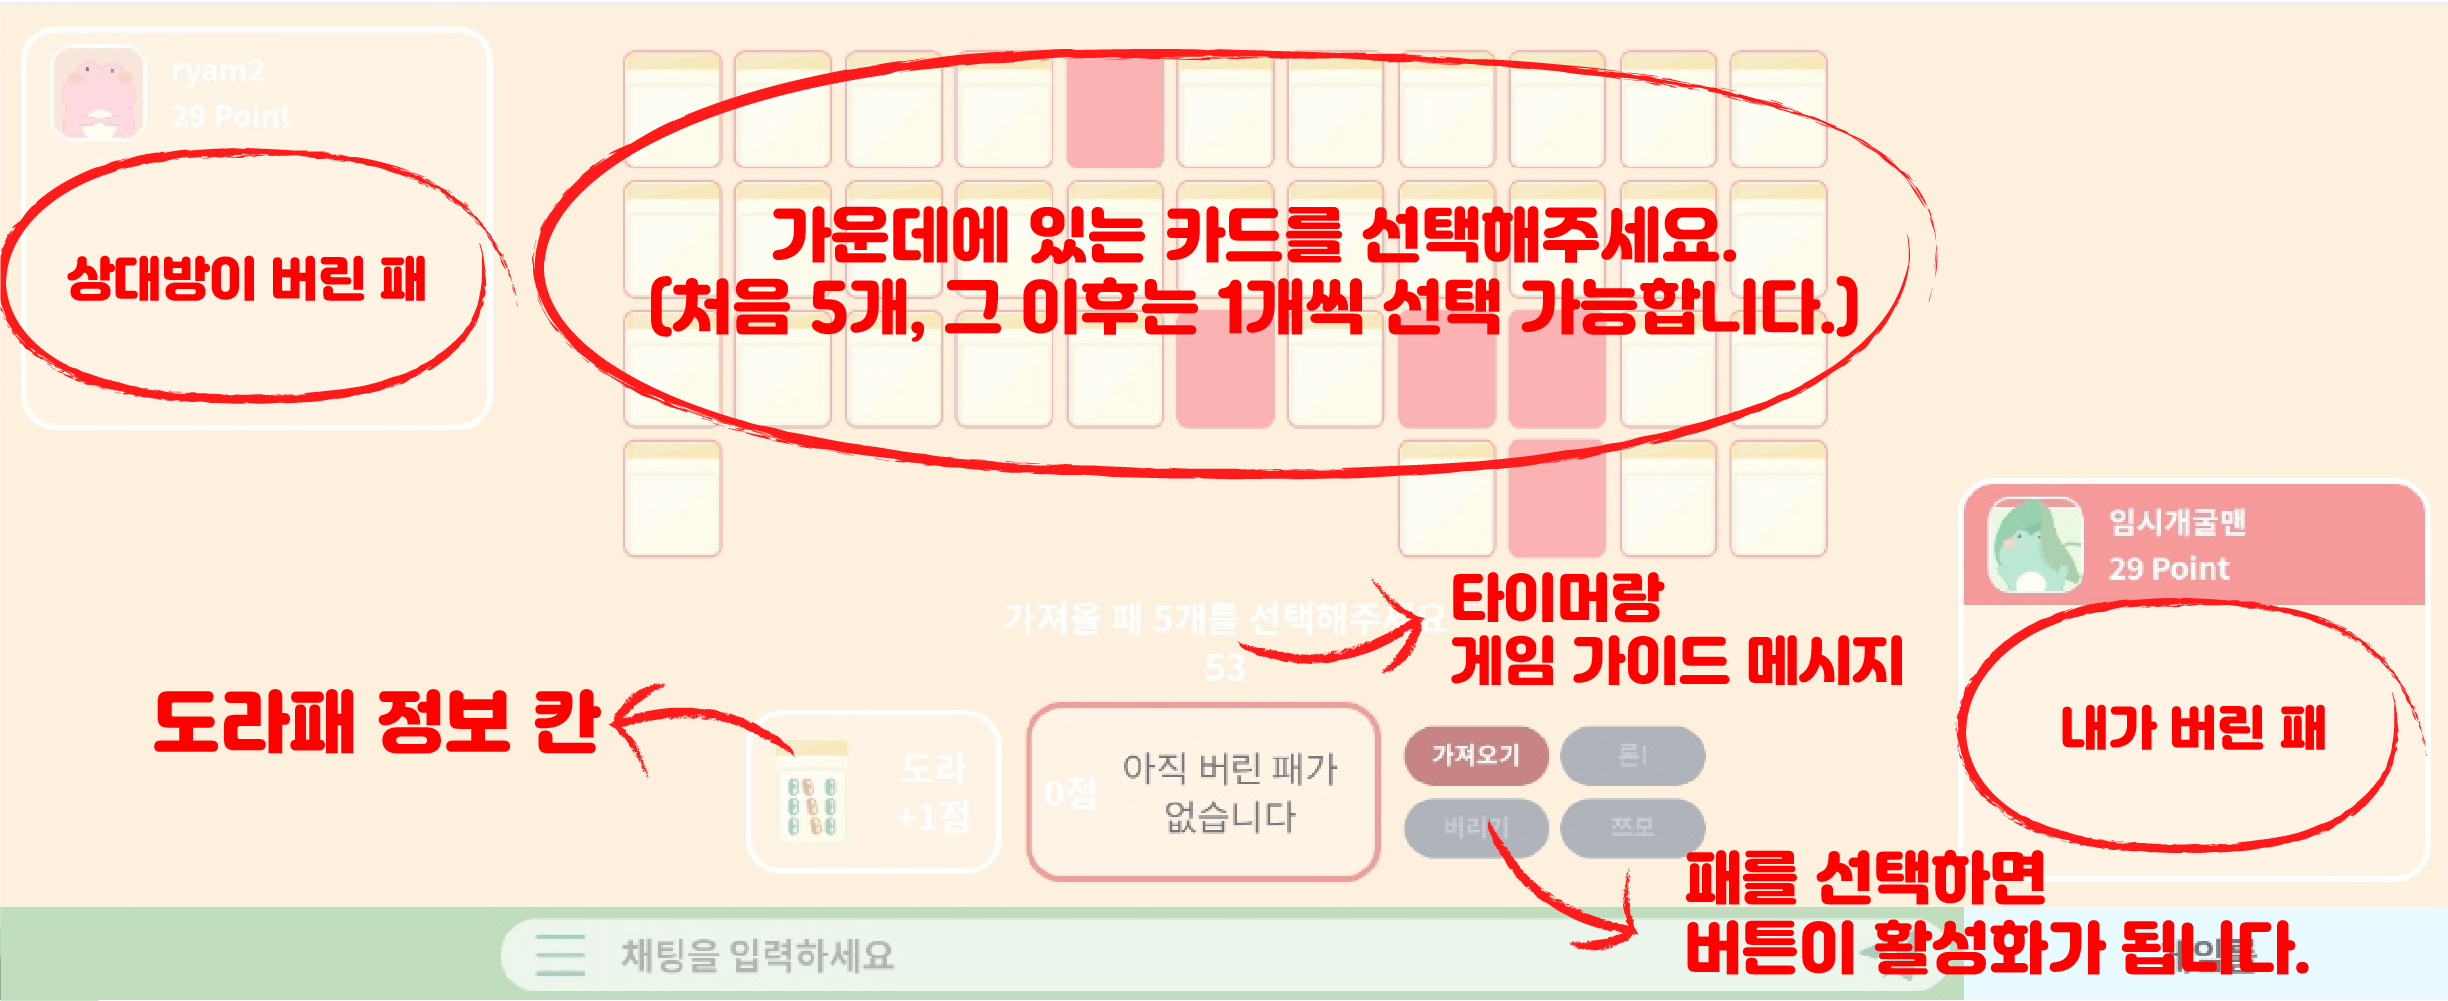 ryam2
29 Point
상대방이 버린 패
가운데에 있는 카드를 선택해주세요.
(처음 5개, 그 이후는 1개씩 선택 가능합니다.)
임시개굴맨
29 Point
내가 버린 패
가져올 패 5개를 선택해주세요
53
타이머랑
게임 가이드 메시지
도라패 정보 칸
도라
+1점
0점
아직 버린 패가
없습니다
가져오기
론!
버리기
쯔모
패를 선택하면
버튼이 활성화가 됩니다.
채팅을 입력하세요